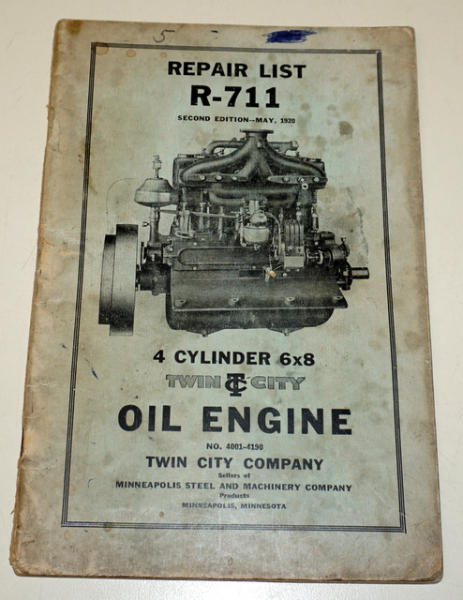 5
REPAIR LIST
R-711
SECOND EDITION--MAY, 1920
4 CYLINDER 6x8
TWIN TC CITY
OIL ENGINE
NO. 4001-4190
TWIN CITY COMPANY
Sellers of
MINNEAPOLIS STEEL AND MACHINERY COMPANY
Products
MINNEAPOLIS, MINNESOTA